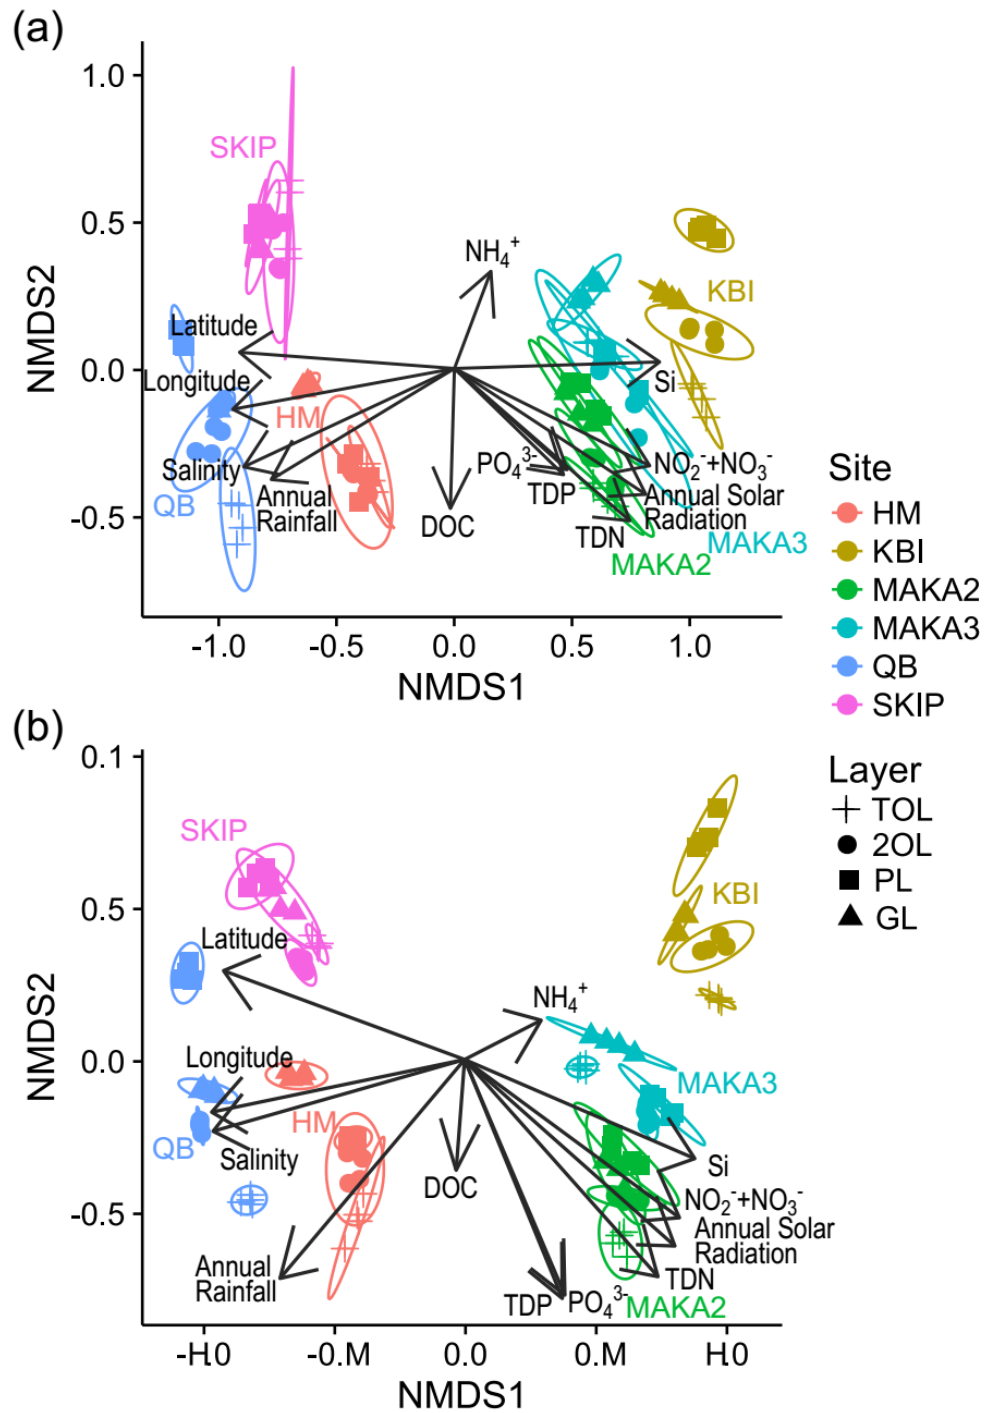 (a)
1.0
0.5
0.0
-0.5
NMDS2
SKIP
NH₄⁺
KBI
Latitude
Longitude
Si
HM
Salinity
QB
Annual
Rainfall
DOC
PO₄³⁻
TDP
NO₂⁻+NO₃⁻
Annual Solar
Radiation
TDN
MAKA3
MAKA2
-1.0 -0.5 0.0 0.5 1.0
NMDS1
Site
HM
KBI
MAKA2
MAKA3
QB
SKIP
Layer
TOL
2OL
PL
GL
(b)
0.1
0.5
0.0
-0.5
NMDS2
SKIP
KBI
Latitude
NH₄⁺
Longitude
MAKA3
HM
QB
Salinity
Si
DOC
NO₂⁻+NO₃⁻
Annual Solar
Radiation
Annual
Rainfall
TDN
TDP PO₄³⁻ MAKA2
-H.0 -0.M 0.0 0.M H.0
NMDS1